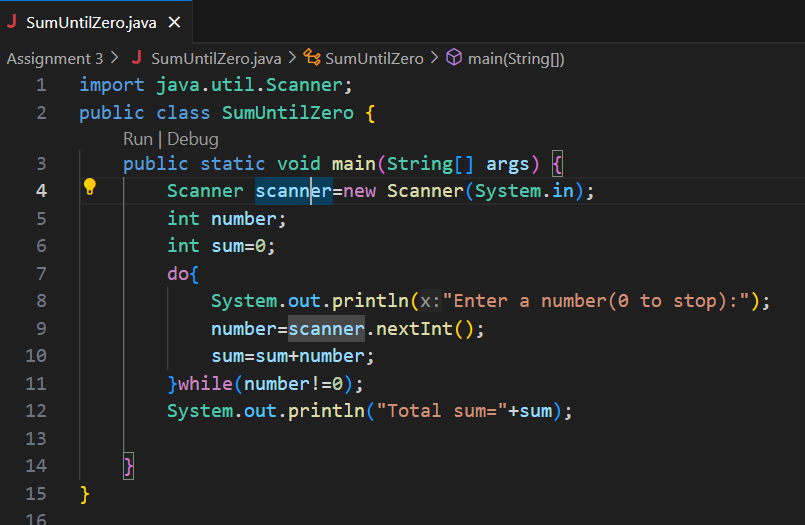 J SumUntilZero.java ×
Assignment 3 > J SumUntilZero.java > SumUntilZero > main(String[])
1 import java.util.Scanner;
2 public class SumUntilZero {
Run | Debug
3 public static void main(String[] args) {
4 Scanner scanner=new Scanner(System.in);
5 int number;
6 int sum=0;
7 do{
8 System.out.println(x:"Enter a number(0 to stop):");
9 number=scanner.nextInt();
10 sum=sum+number;
11 }while(number!=0);
12 System.out.println("Total sum="+sum);
13
14 }
15 }
16